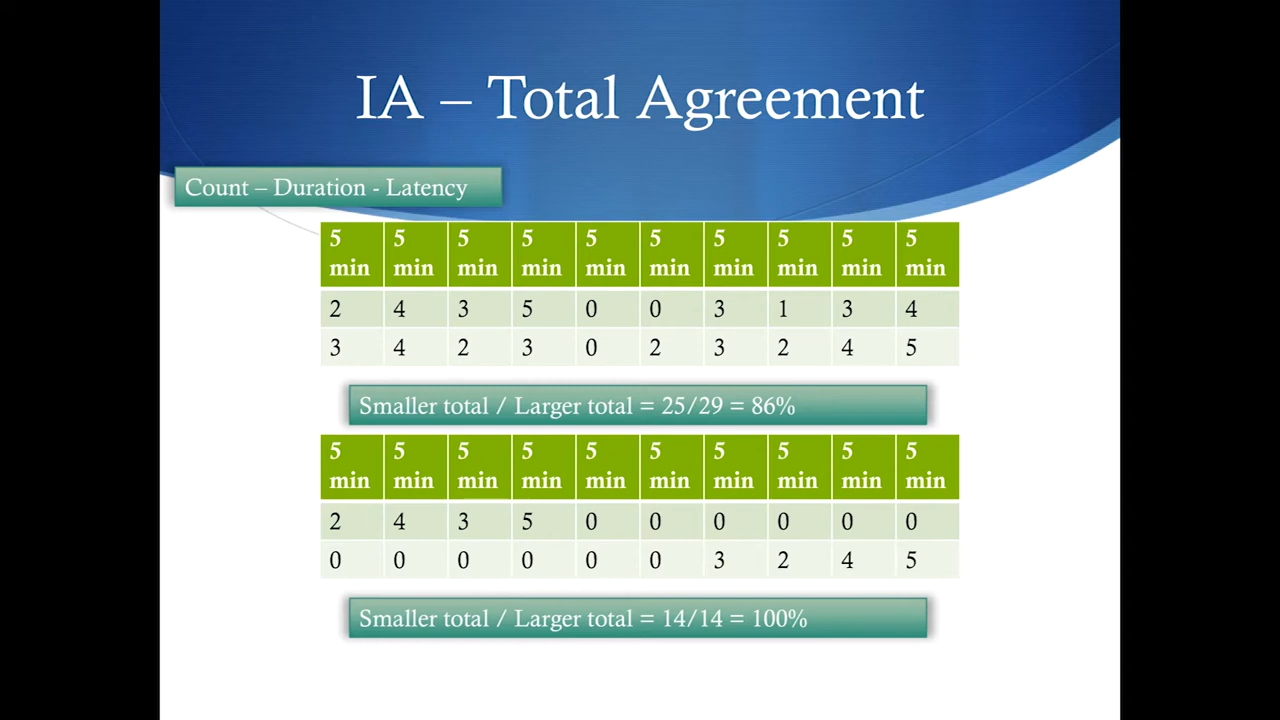 IA – Total Agreement
Count – Duration - Latency
5 5 5 5 5 5 5 5 5 5
min min min min min min min min min min
2 4 3 5 0 0 3 1 3 4
3 4 2 3 0 2 3 2 4 5
Smaller total / Larger total = 25/29 = 86%
5 5 5 5 5 5 5 5 5 5
min min min min min min min min min min
2 4 3 5 0 0 0 0 0 0
0 0 0 0 0 0 3 2 4 5
Smaller total / Larger total = 14/14 = 100%